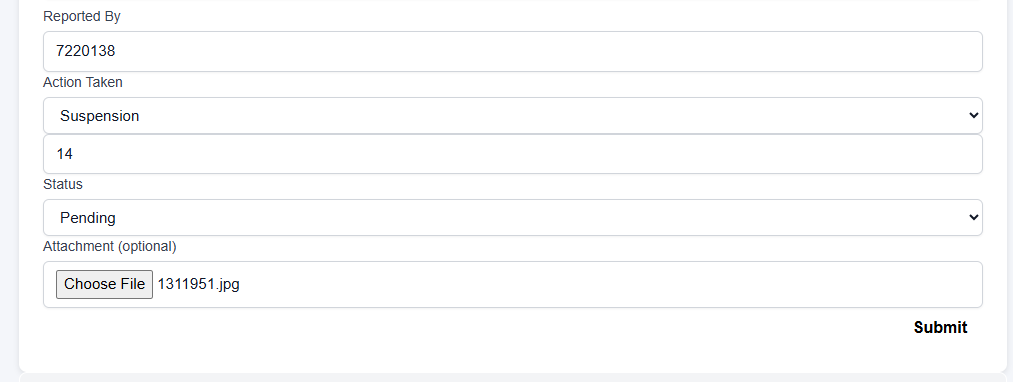 Reported By
7220138
Action Taken
Suspension
14
Status
Pending
Attachment (optional)
Choose File 1311951.jpg
Submit